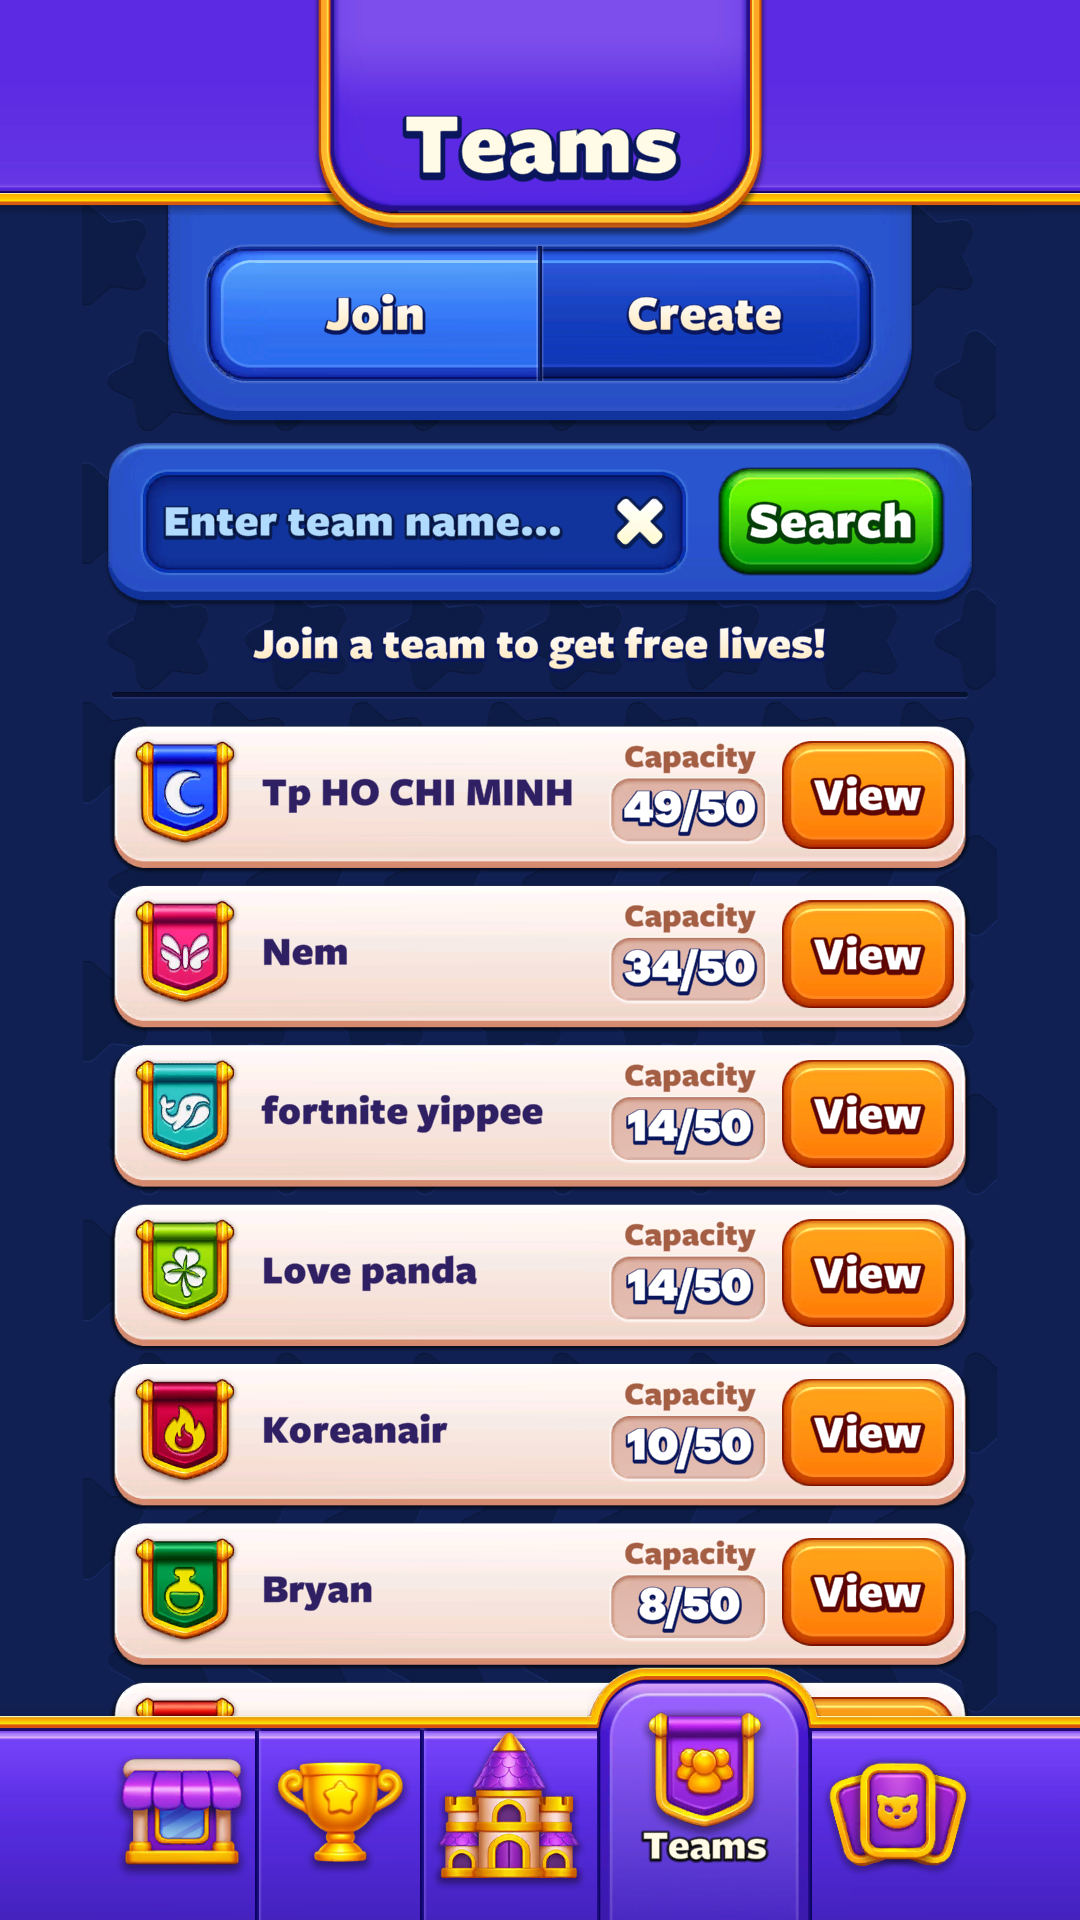 Teams
Join
Create
Enter team name...
Search
Join a team to get free lives!
Tp HO CHI MINH
Capacity
49/50
View
Nem
Capacity
34/50
View
fortnite yippee
Capacity
14/50
View
Love panda
Capacity
14/50
View
Koreanair
Capacity
10/50
View
Bryan
Capacity
8/50
View
Teams